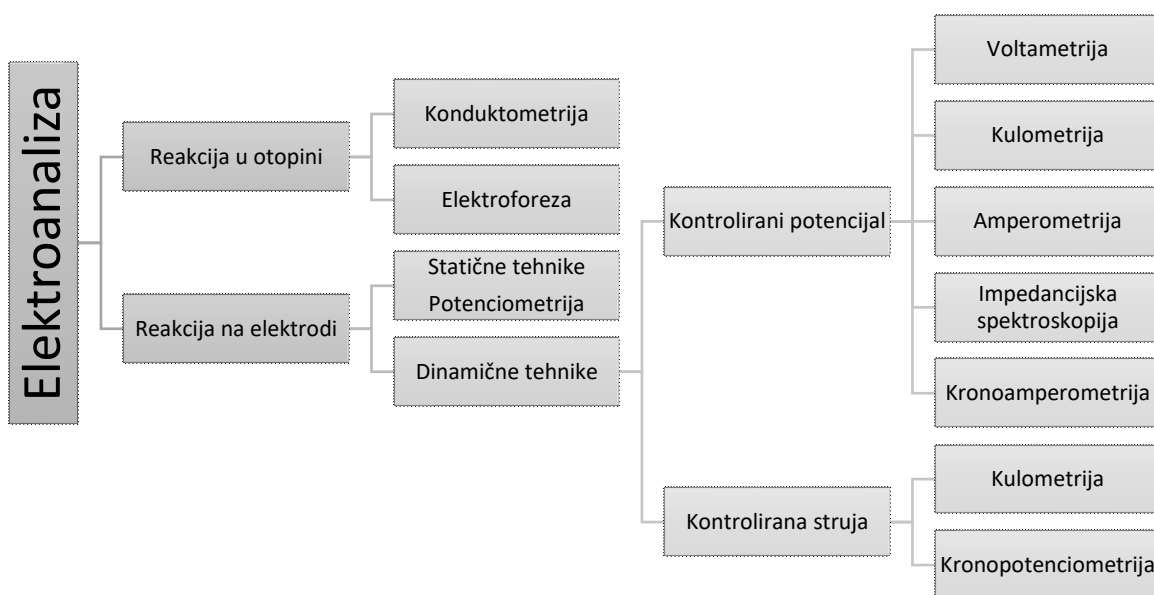 Elektroanaliza
Reakcija u otopini
Konduktometrija
Elektroforeza
Reakcija na elektrodi
Statične tehnike
Potenciometrija
Dinamične tehnike
Kontrolirani potencijal
Voltametrija
Kulometrija
Amperometrija
Impedancijska
spektroskopija
Kronoamperometrija
Kontrolirana struja
Kulometrija
Kronopotenciometrija